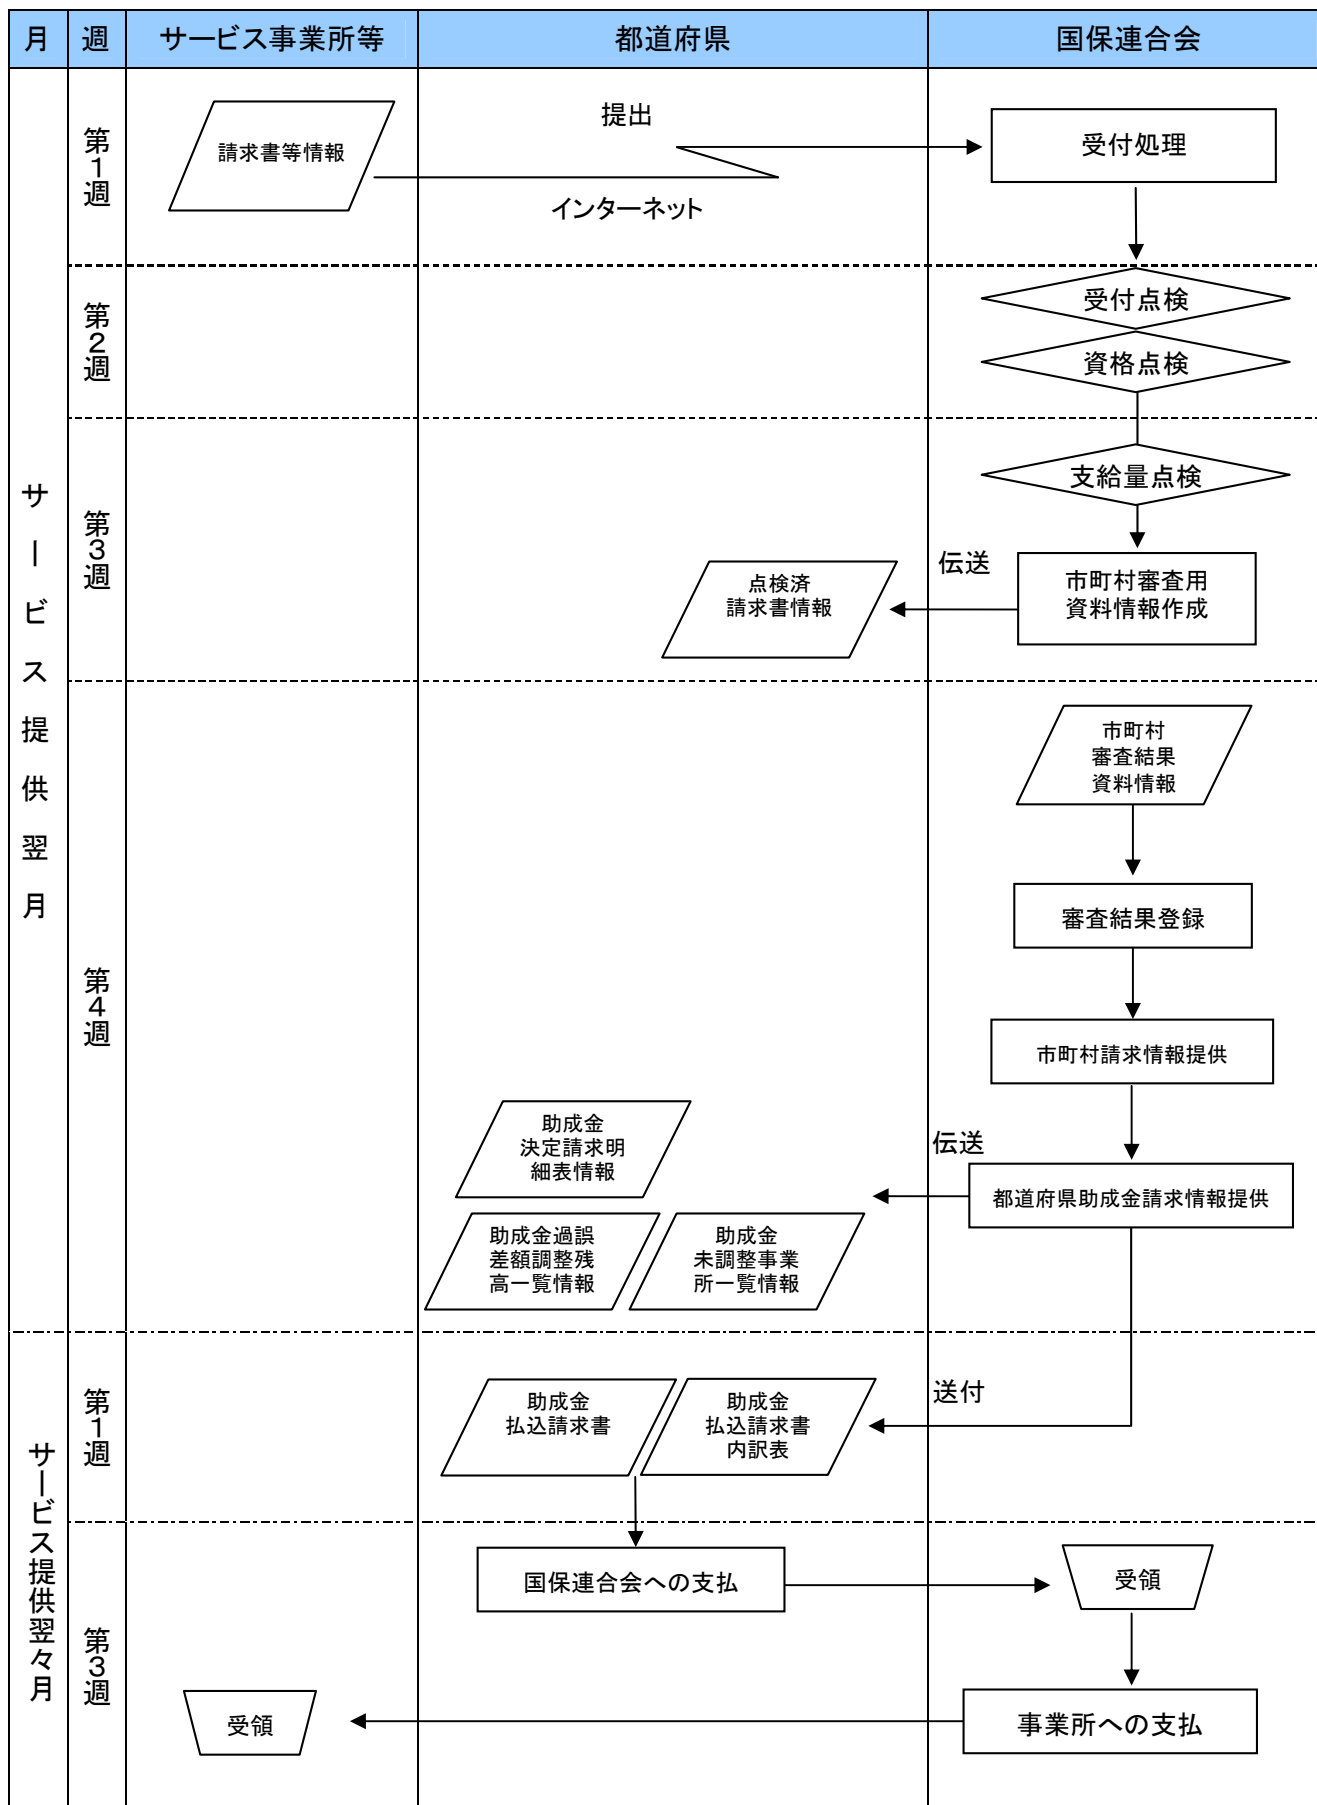 月
週
サービス事業所等
都道府県
国保連合会
サービス提供翌月
第1週
請求書等情報
提出
インターネット
受付処理
第2週
受付点検
資格点検
第3週
支給量点検
伝送
点検済
請求書情報
市町村審査用
資料情報作成
第4週
市町村
審査結果
資料情報
審査結果登録
市町村請求情報提供
助成金
決定請求明
細表情報
伝送
都道府県助成金請求情報提供
助成金過誤
差額調整残
高一覧情報
助成金
未調整事業
所一覧情報
サービス提供翌々月
第1週
助成金
払込請求書
助成金
払込請求書
内訳表
送付
第3週
国保連合会への支払
受領
受領
事業所への支払